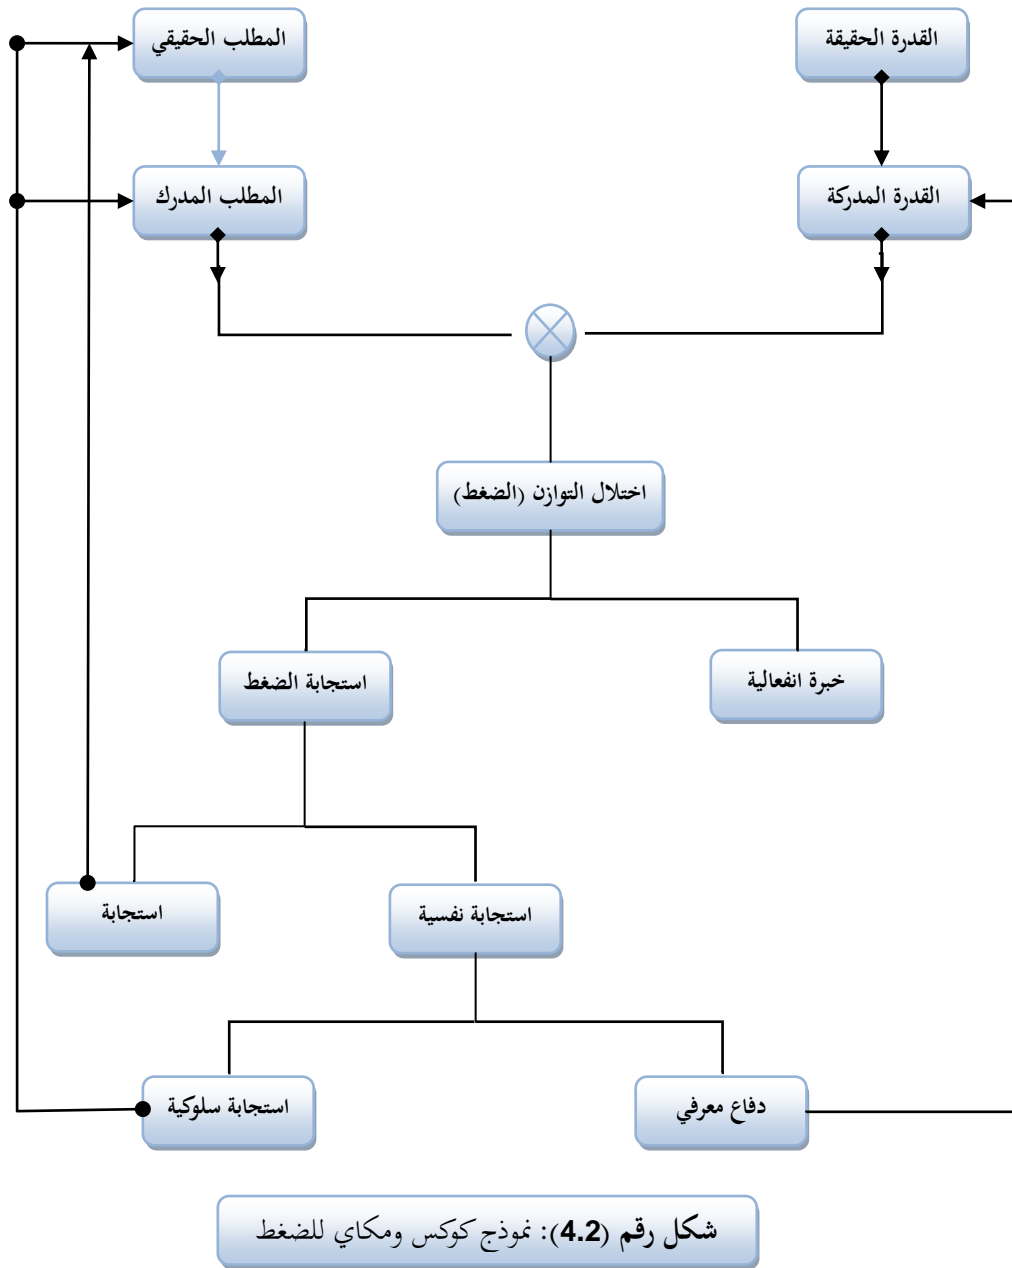 القدرة الحقيقة
المطلب الحقيقي
القدرة المدركة
المطلب المدرك
اختلال التوازن (الضغط)
خبرة انفعالية
استجابة الضغط
استجابة نفسية
استجابة
دفاع معرفي
استجابة سلوكية
شكل رقم (4.2): نموذج كوكس ومكاي للضغط